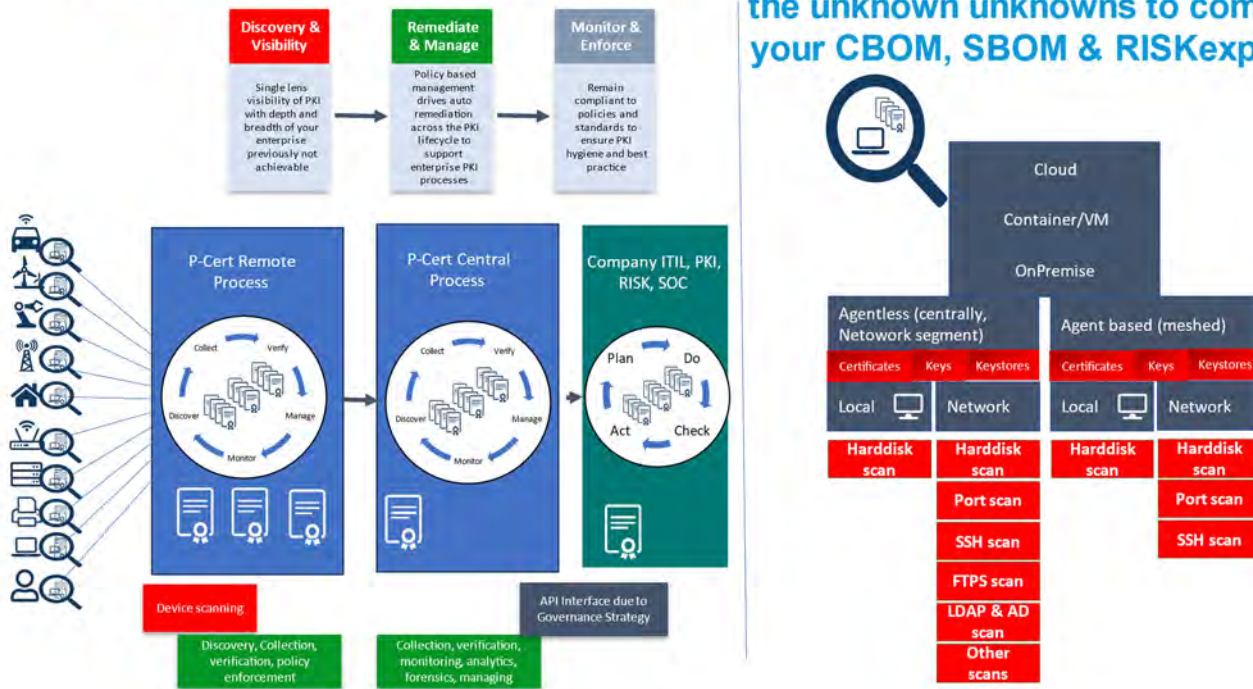 Discovery &
Visibility
Single lens
visibility of PKI
with depth and
breadth of your
enterprise
previously not
achievable
Remediate
& Manage
Policy based
management
drives auto
remediation
across the PKI
lifecycle to
support
enterprise PKI
processes
Monitor &
Enforce
Remain
compliant to
policies and
standards to
ensure PKI
hygiene and best
practice
P-Cert Remote
Process
Collect
Verify
Discover
Manage
Monitor
P-Cert Central
Process
Collect
Verify
Discover
Manage
Monitor
Company ITIL, PKI,
RISK, SOC
Plan
Do
Act
Check
Device scanning
Discovery, Collection,
verification, policy
enforcement
Collection, verification,
monitoring, analytics,
forensics, managing
API Interface due to
Governance Strategy
the unknown unknowns to com
your CBOM, SBOM & RISKexp
Cloud
Container/VM
OnPremise
Agentless (centrally,
Netowork segment)
Certificates Keys Keystores
Local Network
Harddisk
scan
Harddisk
scan
Port scan
SSH scan
FTPS scan
LDAP & AD
scan
Other
scans
Agent based (meshed)
Certificates Keys Keystores
Local Network
Harddisk
scan
Harddisk
scan
Port scan
SSH scan